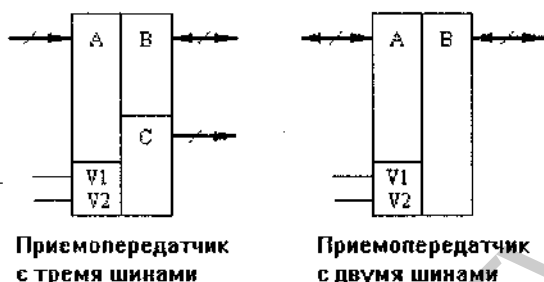 A B
C
V1
V2
Приемопередатчик
с тремя шинами
A B
V1
V2
Приемопередатчик
с двумя шинами